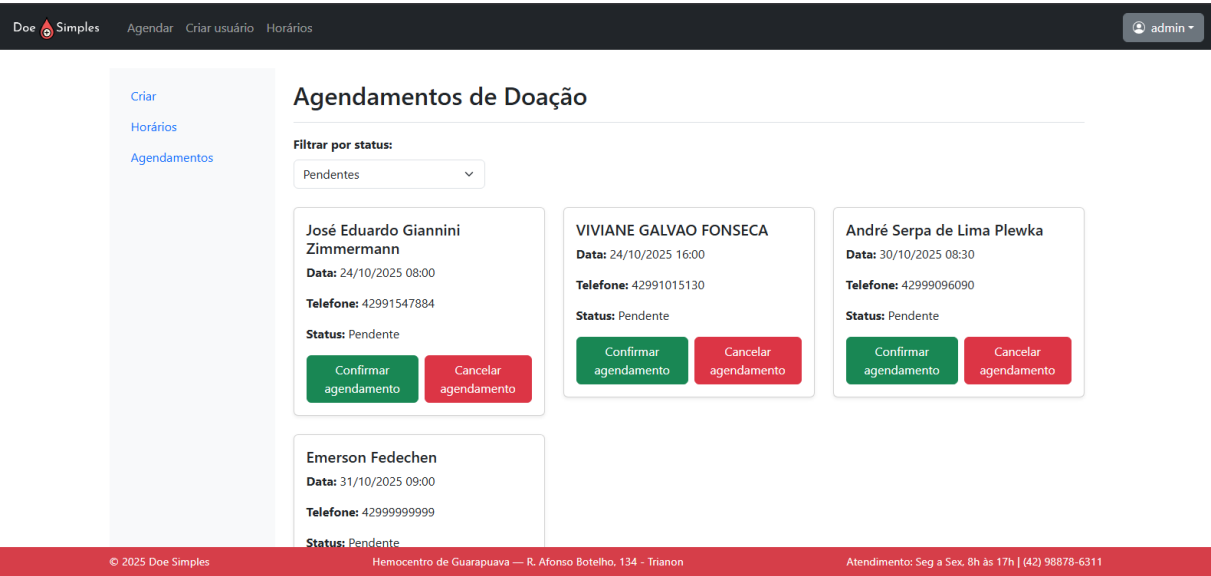 Doe Simples Agendar Criar usuário Horários admin
Criar
Horários
Agendamentos
Agendamentos de Doação
Filtrar por status:
Pendentes
José Eduardo Giannini
Zimmermann
Data: 24/10/2025 08:00
Telefone: 42991547884
Status: Pendente
Confirmar
agendamento
Cancelar
agendamento
VIVIANE GALVAO FONSECA
Data: 24/10/2025 16:00
Telefone: 42991015130
Status: Pendente
Confirmar
agendamento
Cancelar
agendamento
André Serpa de Lima Plewka
Data: 30/10/2025 08:30
Telefone: 42999096090
Status: Pendente
Confirmar
agendamento
Cancelar
agendamento
Emerson Fedechen
Data: 31/10/2025 09:00
Telefone: 42999999999
Status: Pendente
© 2025 Doe Simples Hemocentro de Guarapuava — R. Afonso Botelho, 134 - Trianon Atendimento: Seg a Sex, 8h às 17h | (42) 98878-6311